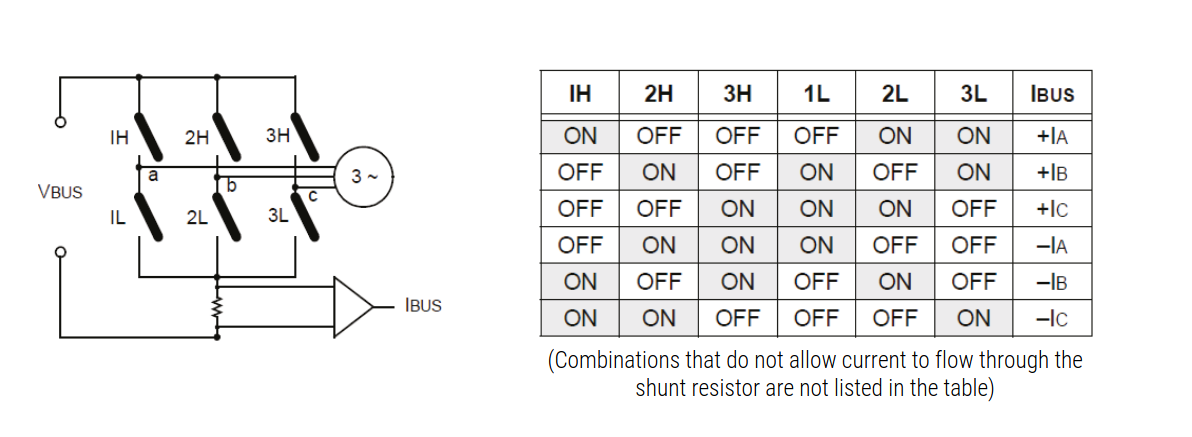 IH 2H 3H
a b c
3 ~
VBUS
IL 2L 3L
IBUS
IH 2H 3H 1L 2L 3L IBUS
ON OFF OFF OFF ON ON +IA
OFF ON OFF ON OFF ON +IB
OFF OFF ON ON ON OFF +IC
OFF ON ON ON OFF OFF –IA
ON OFF ON OFF ON OFF –IB
ON ON OFF OFF OFF ON –IC
(Combinations that do not allow current to flow through the
shunt resistor are not listed in the table)